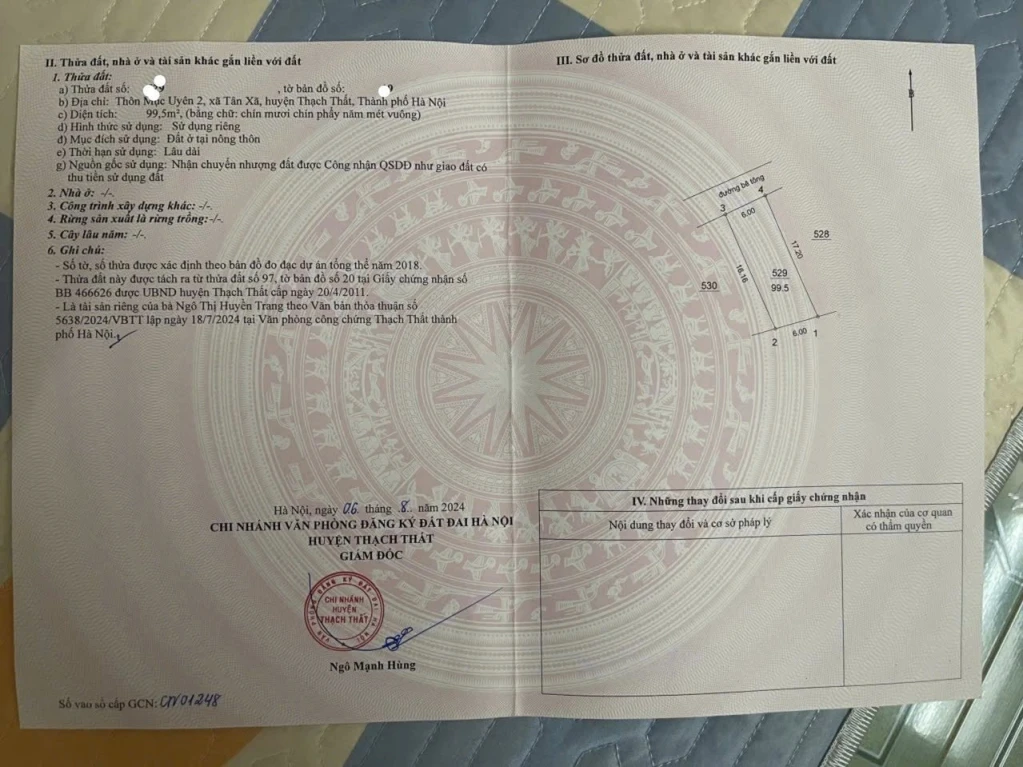 II. Thửa đất, nhà ở và tài sản khác gắn liền với đất
1. Thửa đất:
a) Thửa đất số: 9 , tờ bản đồ số: 9
b) Địa chỉ: Thôn Mục Uyên 2, xã Tân Xã, huyện Thạch Thất, Thành phố Hà Nội
c) Diện tích: 99,5m², (bằng chữ: chín mươi chín phẩy năm mét vuông)
d) Hình thức sử dụng: Sử dụng riêng
đ) Mục đích sử dụng: Đất ở tại nông thôn
e) Thời hạn sử dụng: Lâu dài
g) Nguồn gốc sử dụng: Nhận chuyển nhượng đất được Công nhận QSDĐ như giao đất có
thu tiền sử dụng đất
2. Nhà ở: -/-.
3. Công trình xây dựng khác: -/-.
4. Rừng sản xuất là rừng trồng:-/-.
5. Cây lâu năm: -/-.
6. Ghi chú:
- Số tờ, số thửa được xác định theo bản đồ đo đạc dự án tổng thể năm 2018.
- Thửa đất này được tách ra từ thửa đất số 97, tờ bản đồ số 20 tại Giấy chứng nhận số
BB 466626 được UBND huyện Thạch Thất cấp ngày 20/4/2011.
- Là tài sản riêng của bà Ngô Thị Huyền Trang theo Văn bản thỏa thuận số
5638/2024/VBTT lập ngày 18/7/2024 tại Văn phòng công chứng Thạch Thất thành
phố Hà Nội.
Hà Nội, ngày 06 tháng 8 năm 2024
CHI NHÁNH VĂN PHÒNG ĐĂNG KÝ ĐẤT ĐAI HÀ NỘI
HUYỆN THẠCH THẤT
GIÁM ĐỐC
VĂN PHÒNG ĐĂNG KÝ ĐẤT ĐAI HÀ NỘI
CHI NHÁNH
HUYỆN
THẠCH THẤT
Ngô Mạnh Hùng
Số vào sổ cấp GCN: CN01248
III. Sơ đồ thửa đất, nhà ở và tài sản khác gắn liền với đất
B
đường bê tông
3
4
6.00
528
17.20
16.16
529
99.5
530
6.00
1
2
IV. Những thay đổi sau khi cấp giấy chứng nhận
Nội dung thay đổi và cơ sở pháp lý
Xác nhận của cơ quan
có thẩm quyền